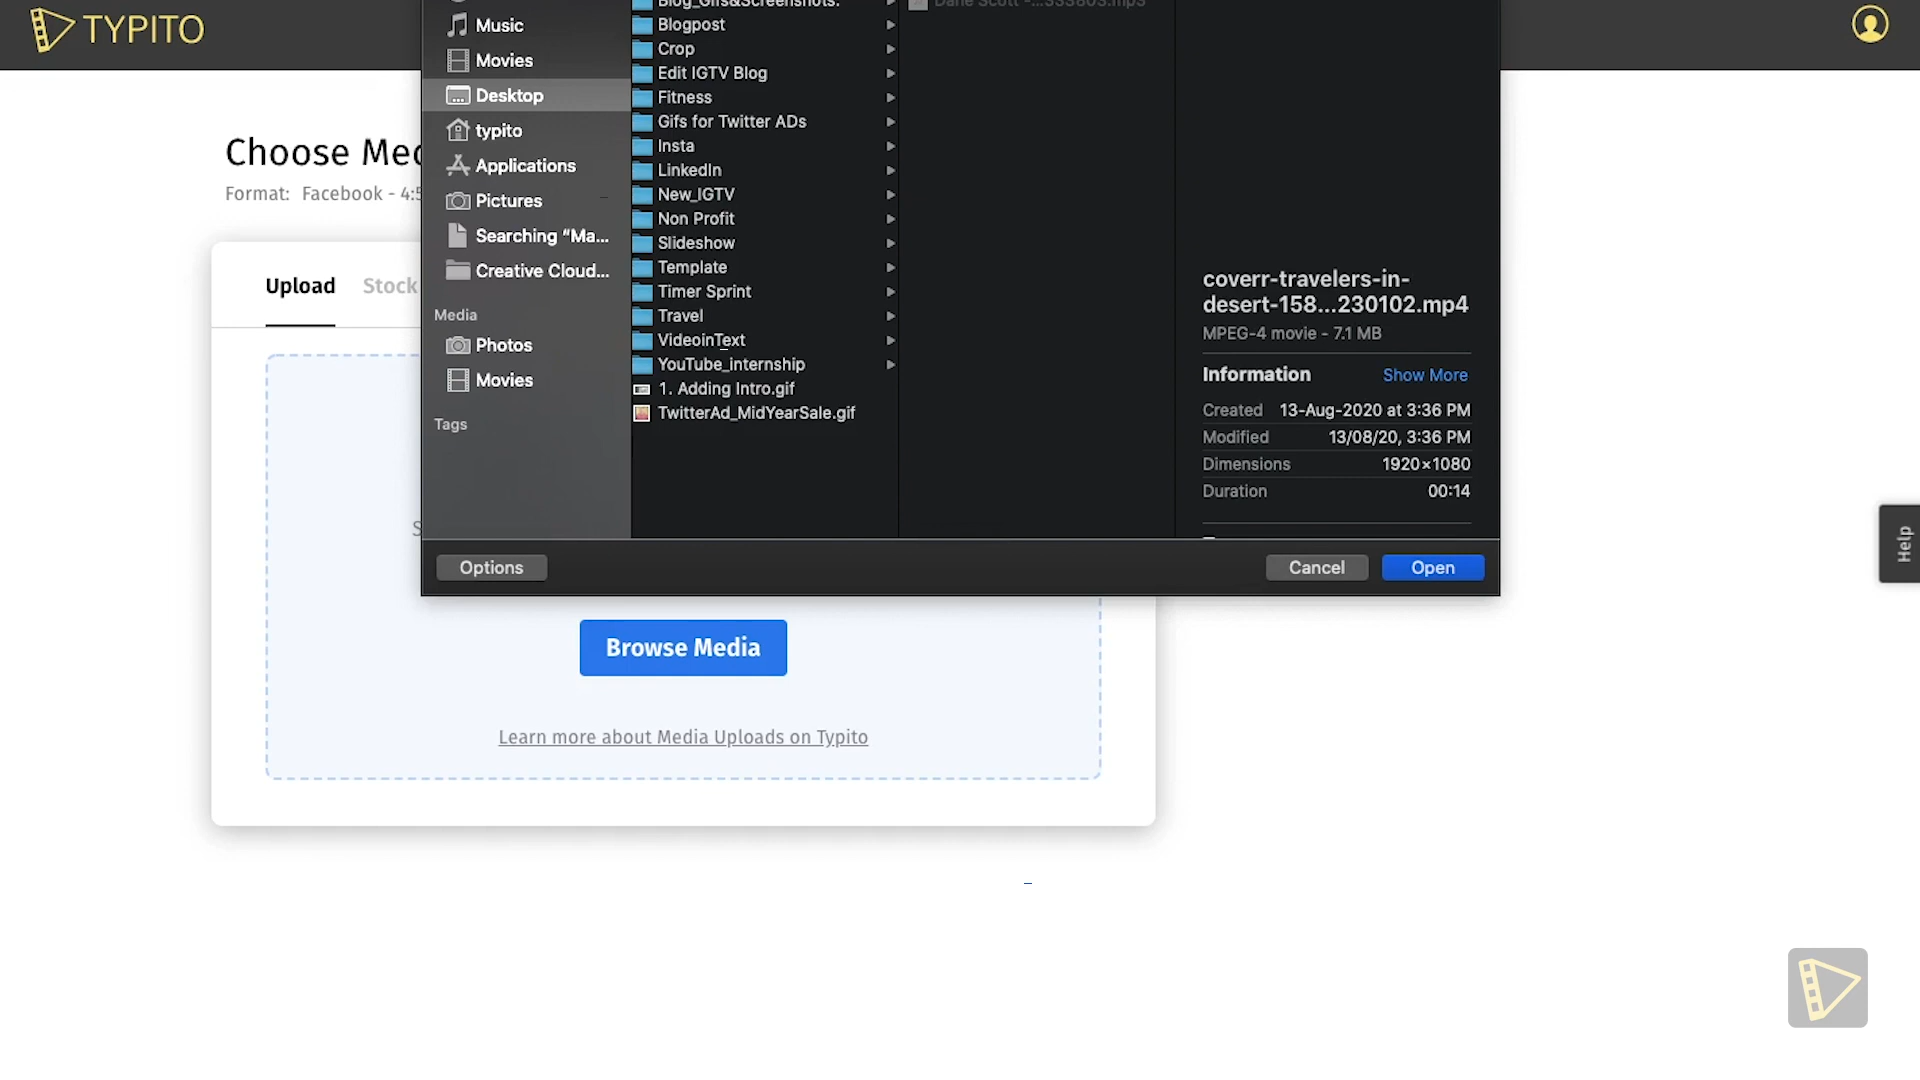 TYPITO
Choose Med
Format: Facebook - 4:5
Upload Stock
Music
Movies
Desktop
typito
Applications
Pictures
Searching “Ma...
Creative Cloud...
Media
Photos
Movies
Tags
Blog_Gifs&Screenshots.
Blogpost
Crop
Edit IGTV Blog
Fitness
Gifs for Twitter ADs
Insta
LinkedIn
New_IGTV
Non Profit
Slideshow
Template
Timer Sprint
Travel
VideoinText
YouTube_internship
1. Adding Intro.gif
TwitterAd_MidYearSale.gif
coverr-travelers-in-
desert-158...230102.mp4
MPEG-4 movie - 7.1 MB
Information Show More
Created 13-Aug-2020 at 3:36 PM
Modified 13/08/20, 3:36 PM
Dimensions 1920×1080
Duration 00:14
Options Cancel Open
Browse Media
Learn more about Media Uploads on Typito
Help